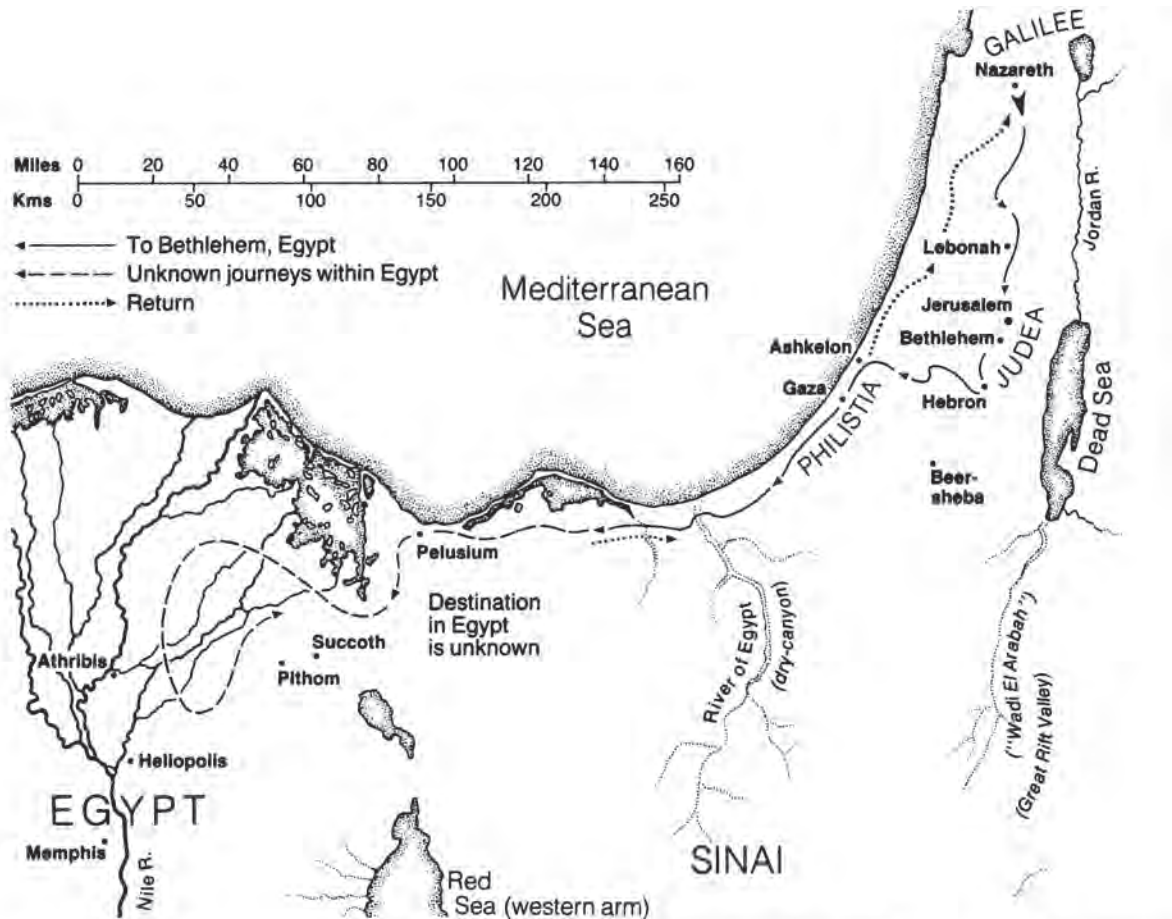 GALILEE
Nazareth
Miles 0 20 40 60 80 100 120 140 160
Kms 0 50 100 150 200 250
To Bethlehem, Egypt
Unknown journeys within Egypt
Return
Mediterranean
Sea
Jordan R.
Lebonah
Jerusalem
Bethlehem
JUDEA
Ashkelon
Gaza
Hebron
PHILISTIA
Dead Sea
Beer-
sheba
Pelusium
Destination
in Egypt
is unknown
Succoth
Pithom
Athribis
Heliopolis
EGYPT
Memphis
Nile R.
River of Egypt
(dry-canyon)
("Wadi El Arabah")
(Great Rift Valley)
SINAI
Red
Sea (western arm)